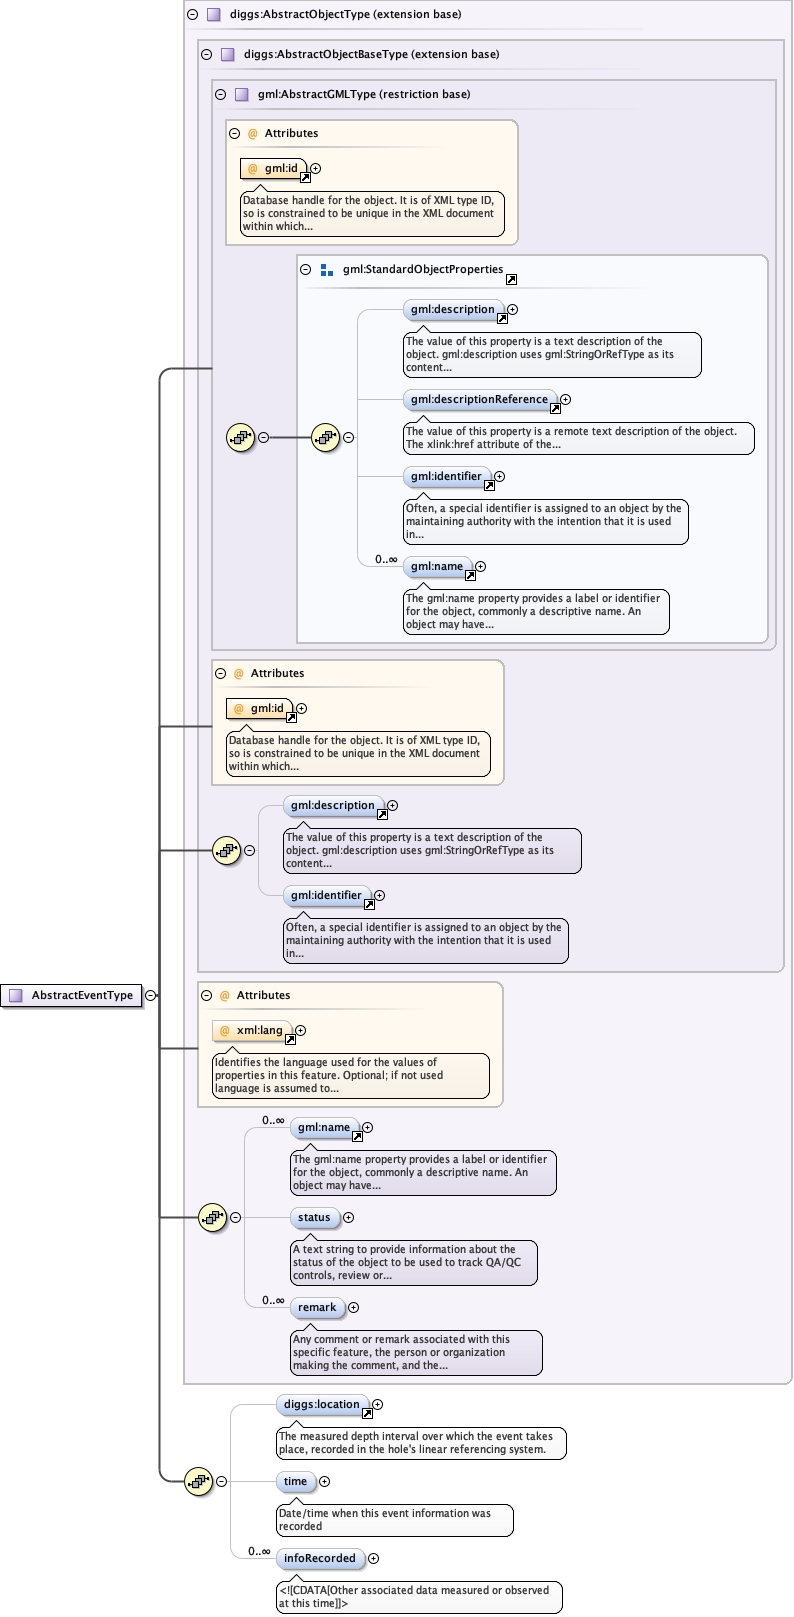 diggs:AbstractObjectType (extension base)
diggs:AbstractObjectBaseType (extension base)
gml:AbstractGMLType (restriction base)
@ Attributes
@ gml:id
Database handle for the object. It is of XML type ID,
so is constrained to be unique in the XML document
within which...
gml:StandardObjectProperties
gml:description
The value of this property is a text description of the
object. gml:description uses gml:StringOrRefType as its
content...
gml:descriptionReference
The value of this property is a remote text description of the object.
The xlink:href attribute of the...
gml:identifier
Often, a special identifier is assigned to an object by the
maintaining authority with the intention that it is used
in...
0..∞
gml:name
The gml:name property provides a label or identifier
for the object, commonly a descriptive name. An
object may have...
@ Attributes
@ gml:id
Database handle for the object. It is of XML type ID,
so is constrained to be unique in the XML document
within which...
gml:description
The value of this property is a text description of the
object. gml:description uses gml:StringOrRefType as its
content...
gml:identifier
Often, a special identifier is assigned to an object by the
maintaining authority with the intention that it is used
in...
AbstractEventType
@ Attributes
@ xml:lang
Identifies the language used for the values of
properties in this feature. Optional; if not used
language is assumed to...
0..∞
gml:name
The gml:name property provides a label or identifier
for the object, commonly a descriptive name. An
object may have...
status
A text string to provide information about the
status of the object to be used to track QA/QC
controls, review or...
0..∞
remark
Any comment or remark associated with this
specific feature, the person or organization
making the comment, and the...
diggs:location
The measured depth interval over which the event takes
place, recorded in the hole's linear referencing system.
time
Date/time when this event information was
recorded
0..∞
infoRecorded
<![CDATA[Other associated data measured or observed
at this time]]>